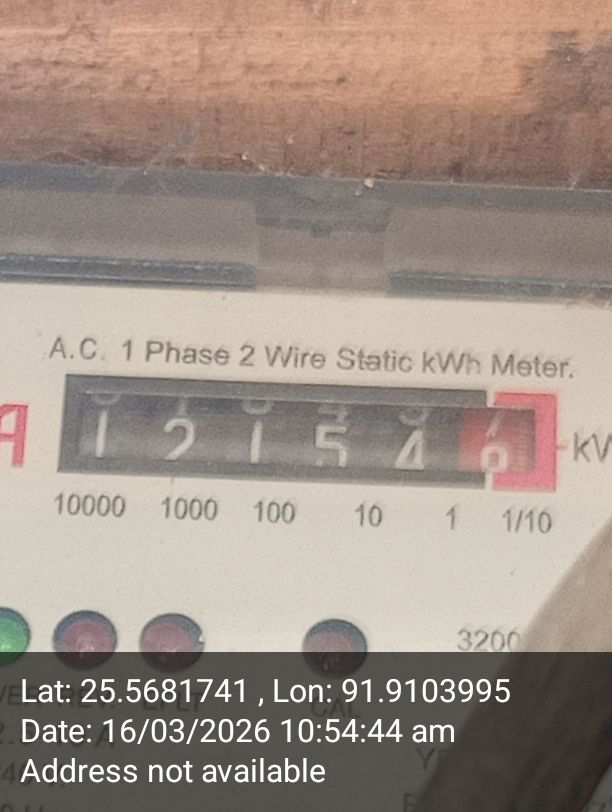 A.C. 1 Phase 2 Wire Static kWh Meter.
A
1 2 1 5 4
10000 1000 100 10 1 1/10
3200
Lat: 25.5681741 , Lon: 91.9103995
Date: 16/03/2026 10:54:44 am
Address not available